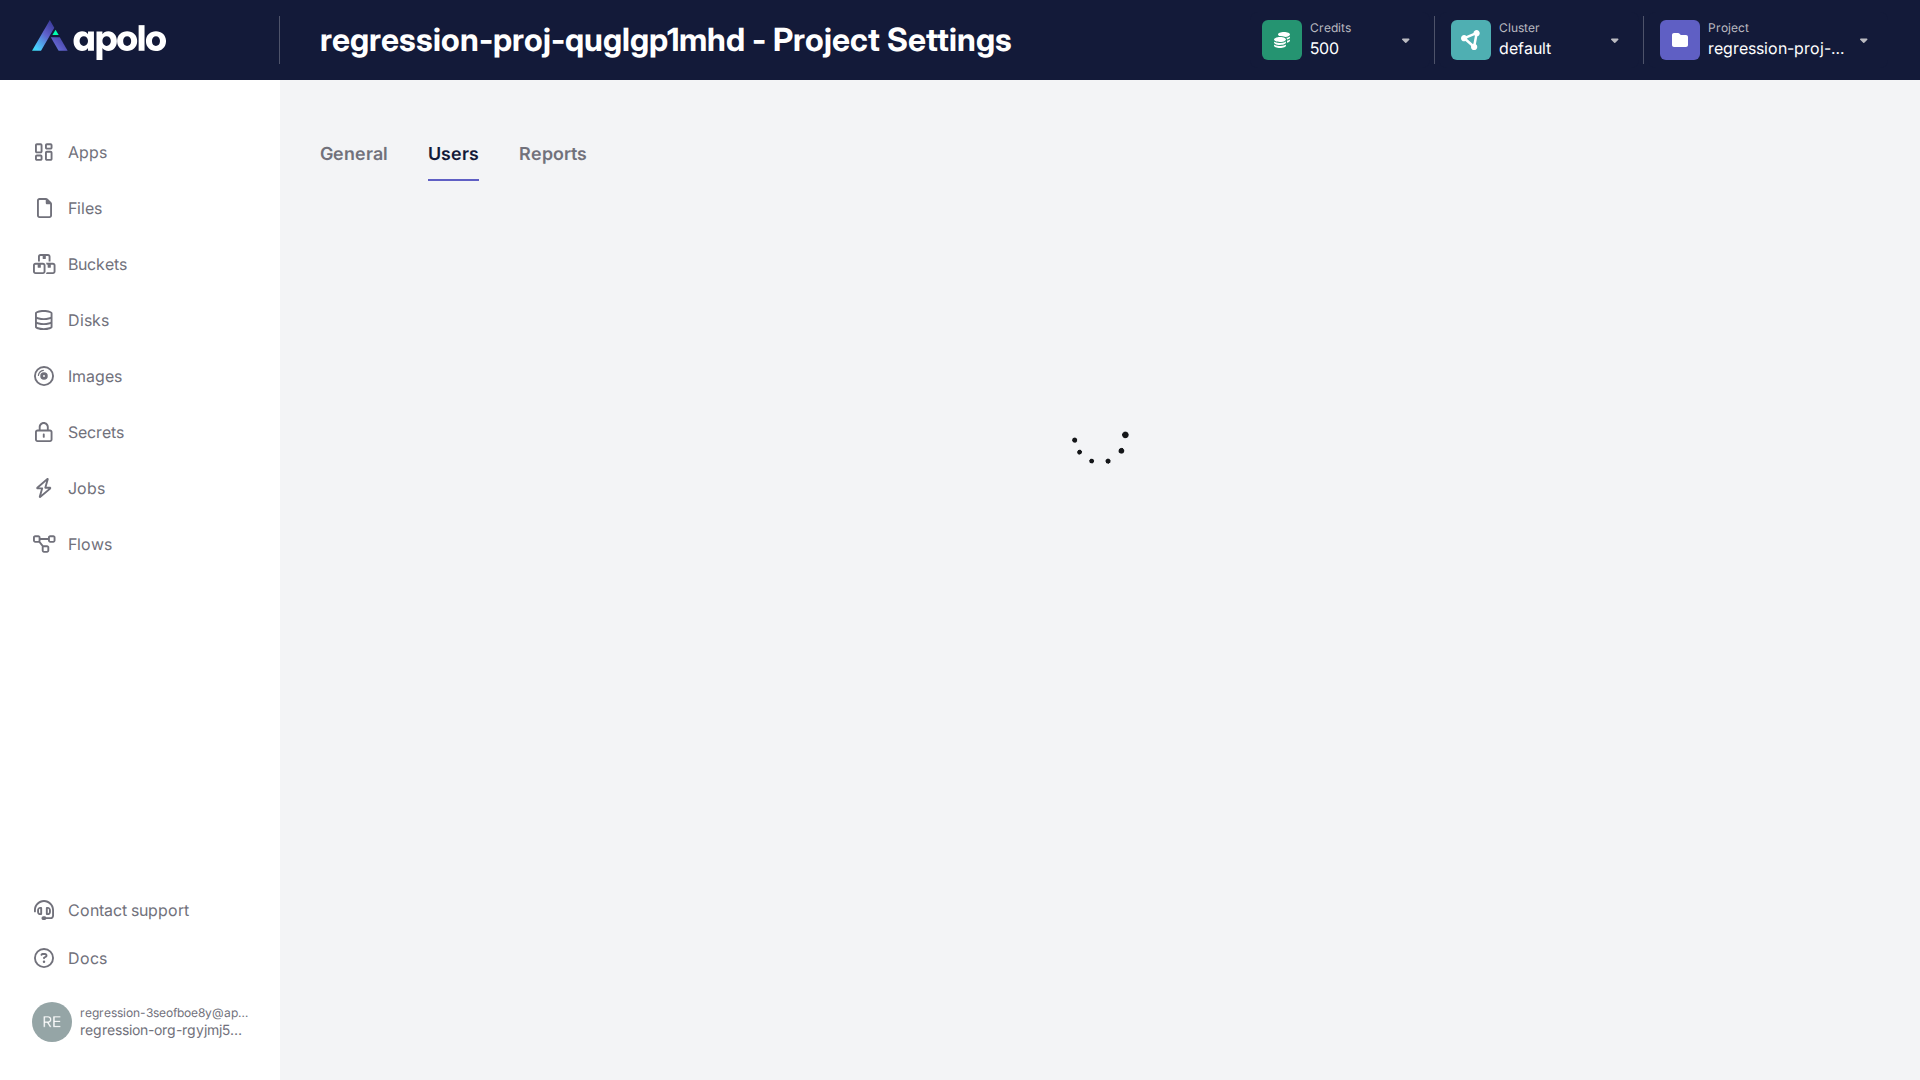 apolo
regression-proj-quglgp1mhd - Project Settings
Credits
500
Cluster
default
Project
regression-proj-...
General
Users
Reports
Apps
Files
Buckets
Disks
Images
Secrets
Jobs
Flows
Contact support
Docs
RE
regression-3seofboe8y@ap...
regression-org-rgyjmj5...